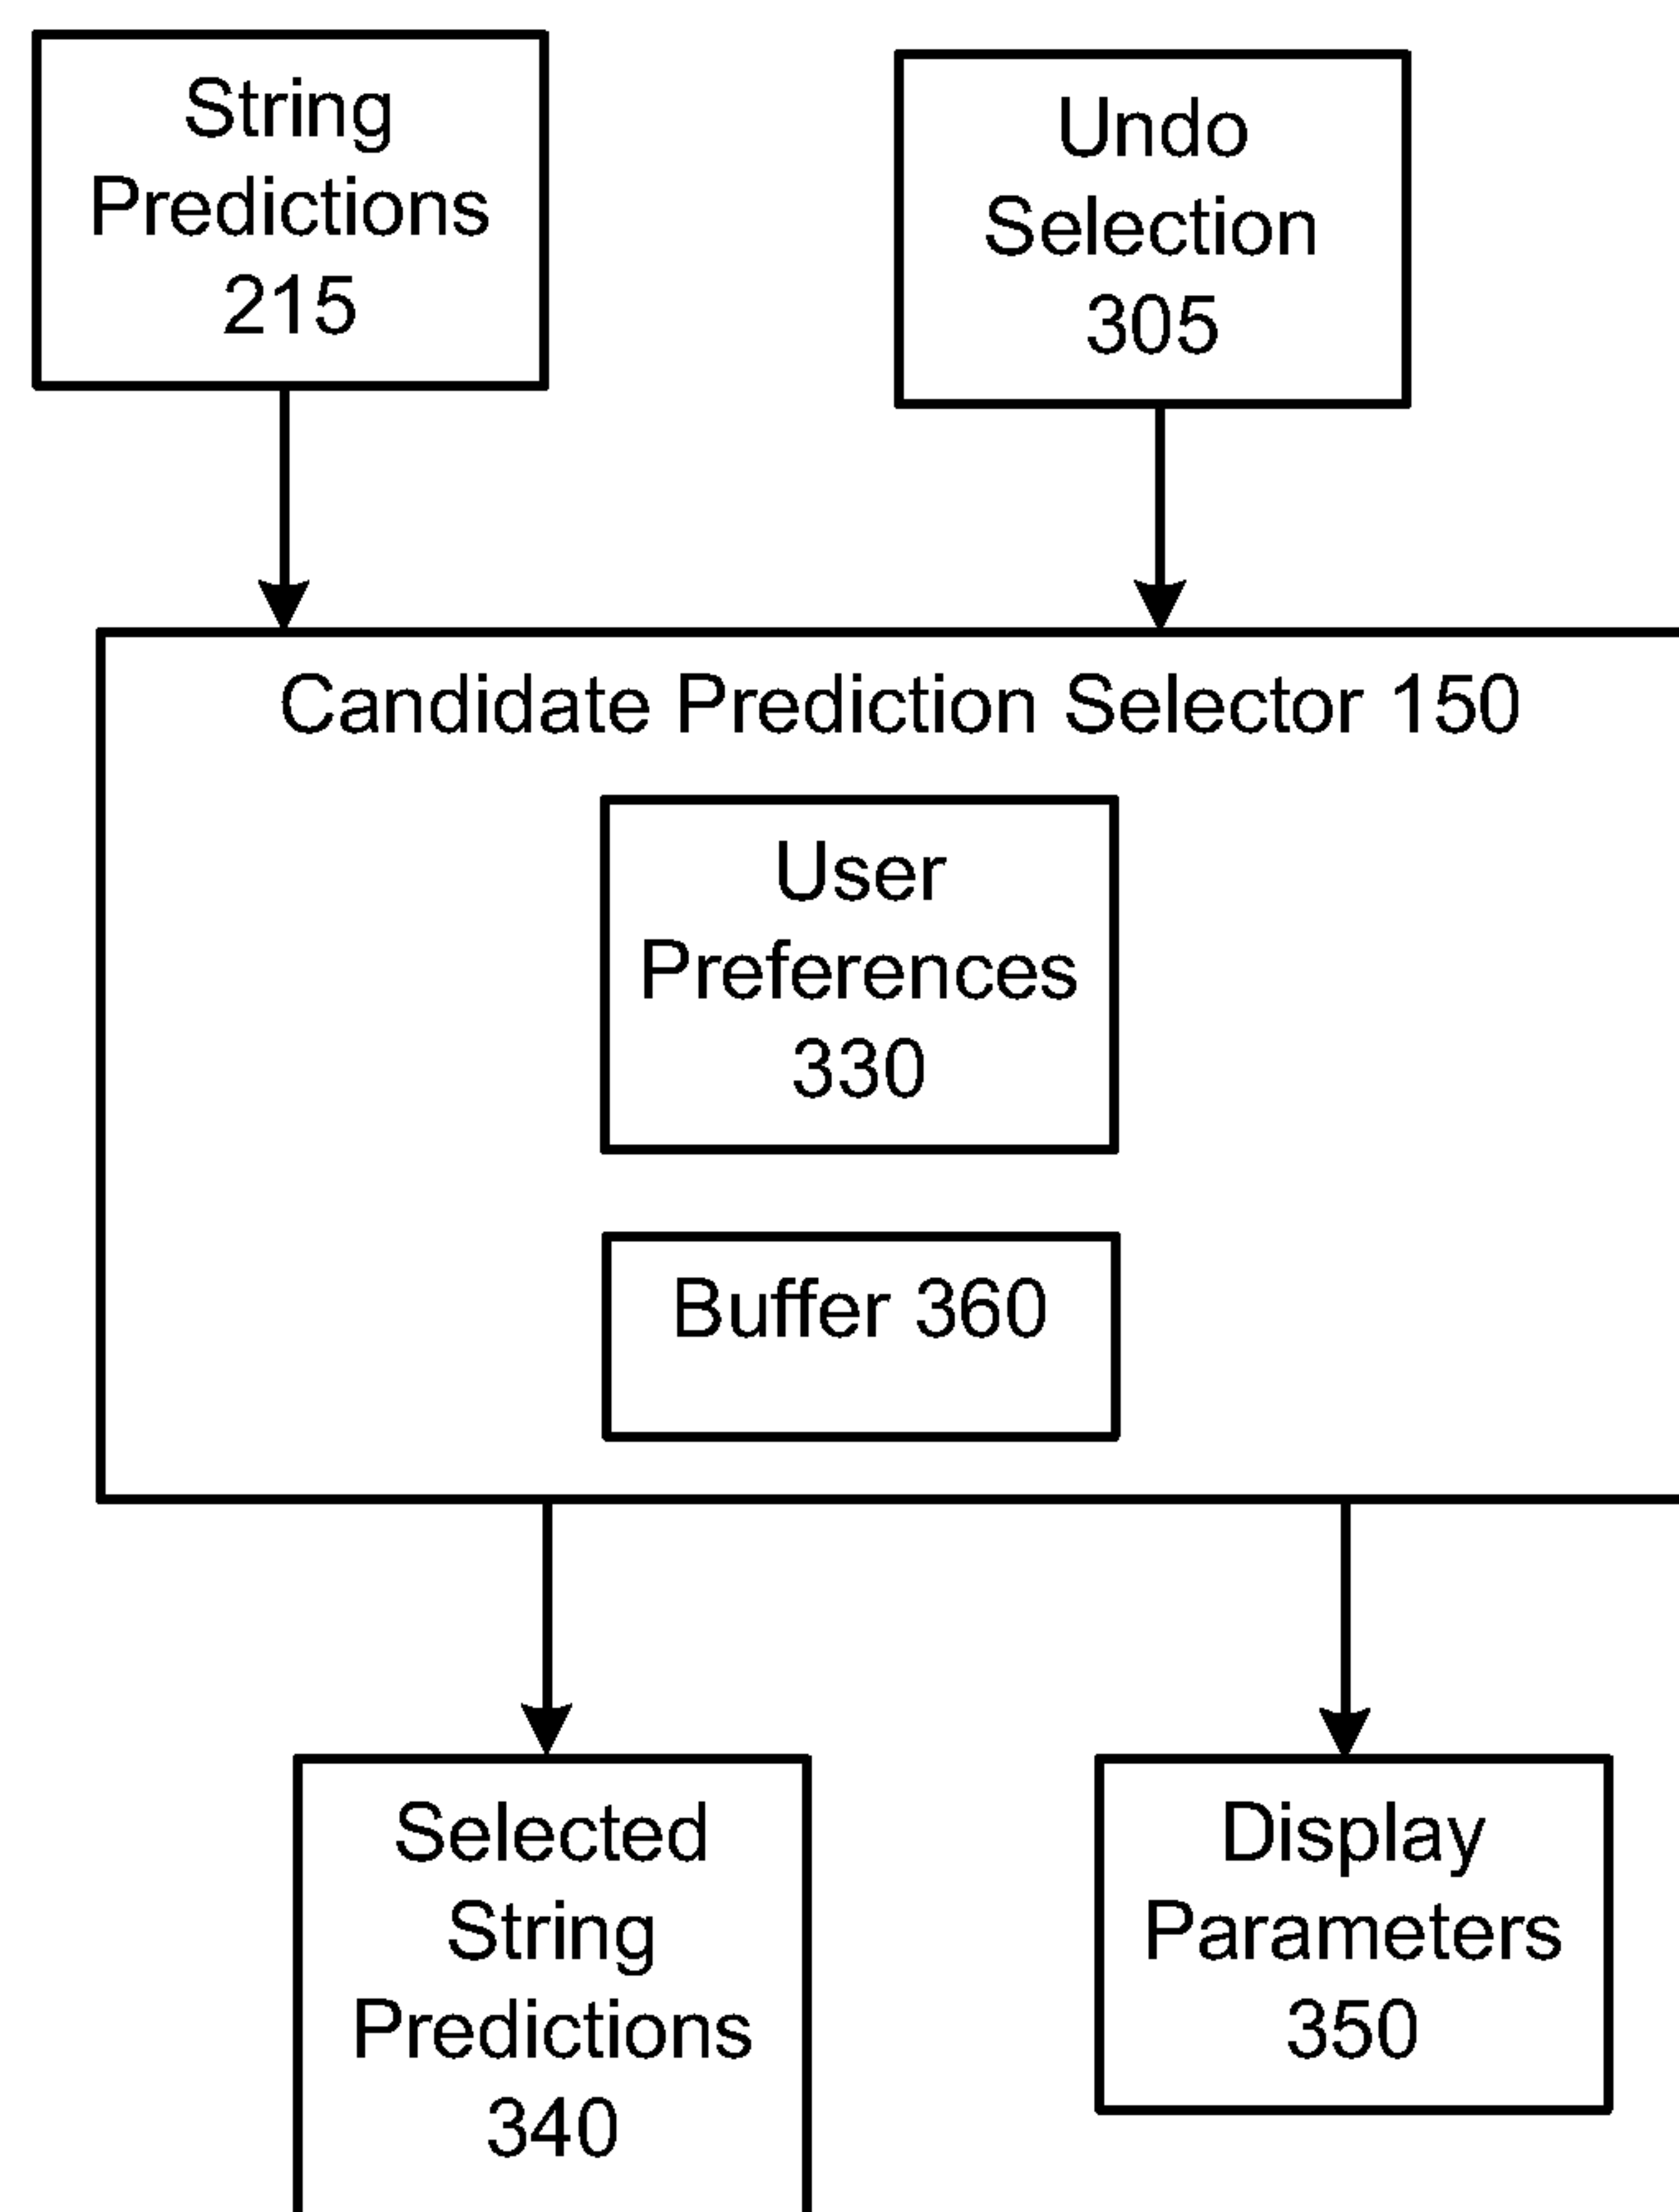 String
Predictions
215
Undo
Selection
305
Candidate Prediction Selector 150
User
Preferences
330
Buffer 360
Selected
String
Predictions
340
Display
Parameters
350